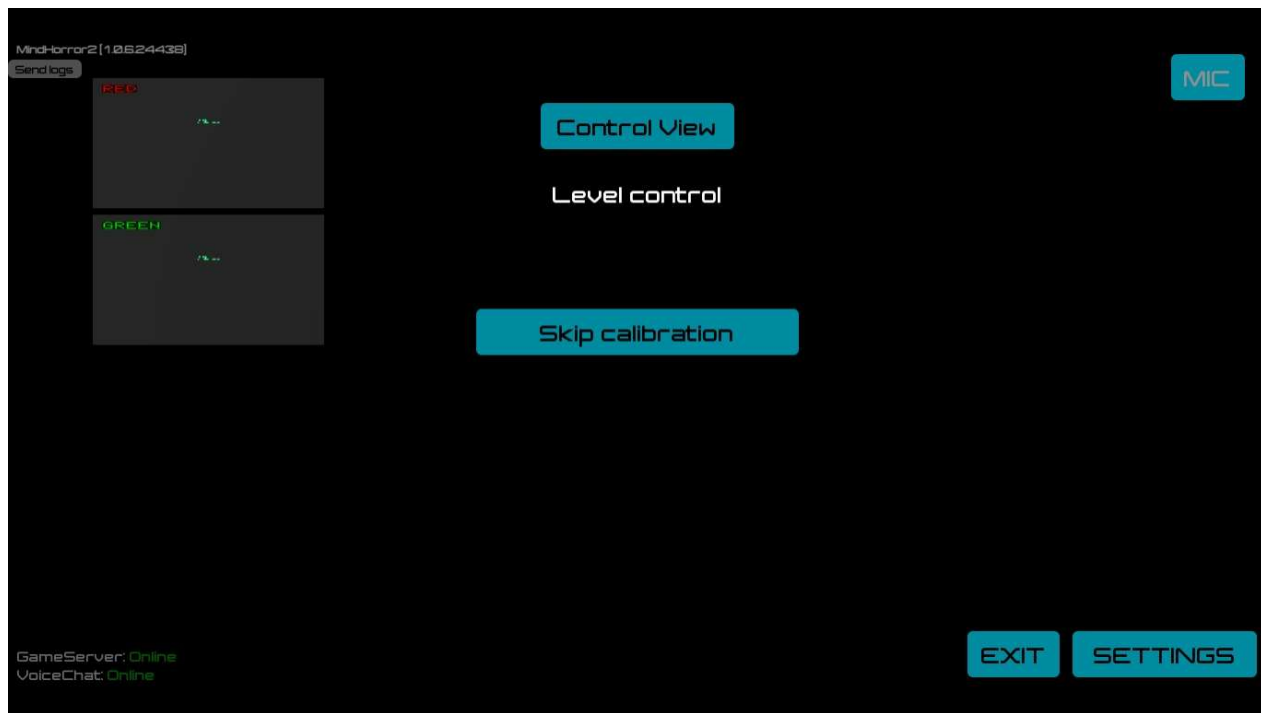 MindHorror2 [1.0.6.24438]
Send logs
MIC
RED
Control View
Level control
GREEN
Skip calibration
GameServer: Online
VoiceChat: Online
EXIT
SETTINGS